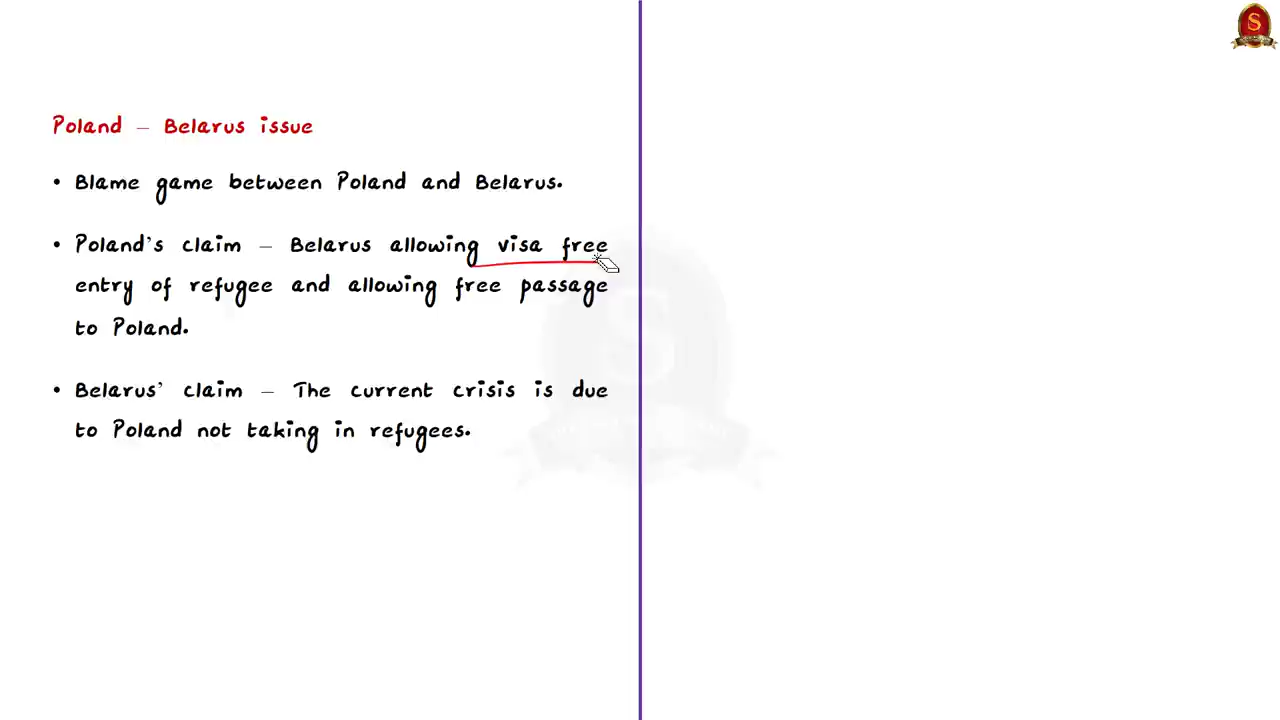 S
Poland – Belarus issue
• Blame game between Poland and Belarus.
• Poland's claim – Belarus allowing visa free
entry of refugee and allowing free passage
to Poland.
• Belarus' claim – The current crisis is due
to Poland not taking in refugees.